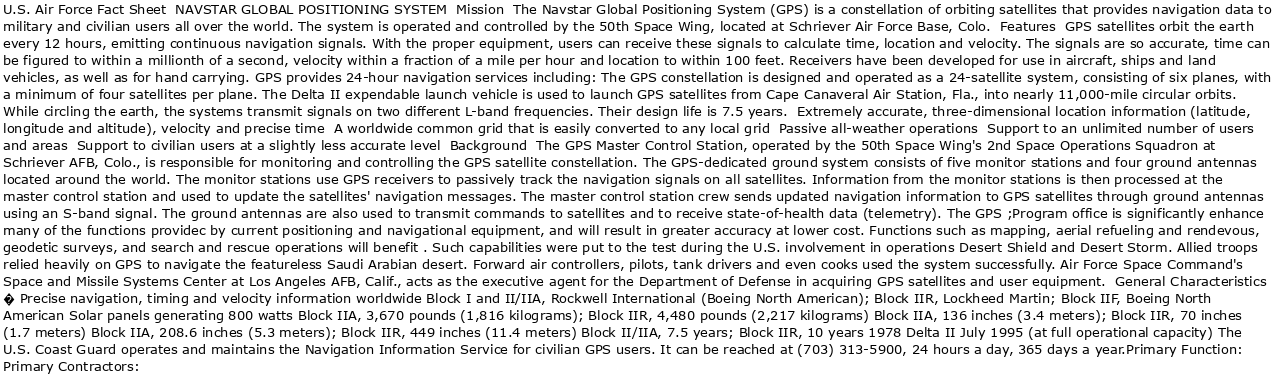 U.S. Air Force Fact Sheet  NAVSTAR GLOBAL POSITIONING SYSTEM  Mission  The Navstar Global Positioning System (GPS) is a constellation of orbiting satellites that provides navigation data to
military and civilian users all over the world. The system is operated and controlled by the 50th Space Wing, located at Schriever Air Force Base, Colo.  Features  GPS satellites orbit the earth
every 12 hours, emitting continuous navigation signals. With the proper equipment, users can receive these signals to calculate time, location and velocity. The signals are so accurate, time can
be figured to within a millionth of a second, velocity within a fraction of a mile per hour and location to within 100 feet. Receivers have been developed for use in aircraft, ships and land
vehicles, as well as for hand carrying. GPS provides 24-hour navigation services including: The GPS constellation is designed and operated as a 24-satellite system, consisting of six planes, with
a minimum of four satellites per plane. The Delta II expendable launch vehicle is used to launch GPS satellites from Cape Canaveral Air Station, Fla., into nearly 11,000-mile circular orbits.
While circling the earth, the systems transmit signals on two different L-band frequencies. Their design life is 7.5 years.  Extremely accurate, three-dimensional location information (latitude,
longitude and altitude), velocity and precise time  A worldwide common grid that is easily converted to any local grid  Passive all-weather operations  Support to an unlimited number of users
and areas  Support to civilian users at a slightly less accurate level  Background  The GPS Master Control Station, operated by the 50th Space Wing's 2nd Space Operations Squadron at
Schriever AFB, Colo., is responsible for monitoring and controlling the GPS satellite constellation. The GPS-dedicated ground system consists of five monitor stations and four ground antennas
located around the world. The monitor stations use GPS receivers to passively track the navigation signals on all satellites. Information from the monitor stations is then processed at the
master control station and used to update the satellites' navigation messages. The master control station crew sends updated navigation information to GPS satellites through ground antennas
using an S-band signal. The ground antennas are also used to transmit commands to satellites and to receive state-of-health data (telemetry). The GPS ;Program office is significantly enhance
many of the functions providec by current positioning and navigational equipment, and will result in greater accuracy at lower cost. Functions such as mapping, aerial refueling and rendevous,
geodetic surveys, and search and rescue operations will benefit . Such capabilities were put to the test during the U.S. involvement in operations Desert Shield and Desert Storm. Allied troops
relied heavily on GPS to navigate the featureless Saudi Arabian desert. Forward air controllers, pilots, tank drivers and even cooks used the system successfully. Air Force Space Command's
Space and Missile Systems Center at Los Angeles AFB, Calif., acts as the executive agent for the Department of Defense in acquiring GPS satellites and user equipment.  General Characteristics
� Precise navigation, timing and velocity information worldwide Block I and II/IIA, Rockwell International (Boeing North American); Block IIR, Lockheed Martin; Block IIF, Boeing North
American Solar panels generating 800 watts Block IIA, 3,670 pounds (1,816 kilograms); Block IIR, 4,480 pounds (2,217 kilograms) Block IIA, 136 inches (3.4 meters); Block IIR, 70 inches
(1.7 meters) Block IIA, 208.6 inches (5.3 meters); Block IIR, 449 inches (11.4 meters) Block II/IIA, 7.5 years; Block IIR, 10 years 1978 Delta II July 1995 (at full operational capacity) The
U.S. Coast Guard operates and maintains the Navigation Information Service for civilian GPS users. It can be reached at (703) 313-5900, 24 hours a day, 365 days a year.Primary Function:
Primary Contractors: